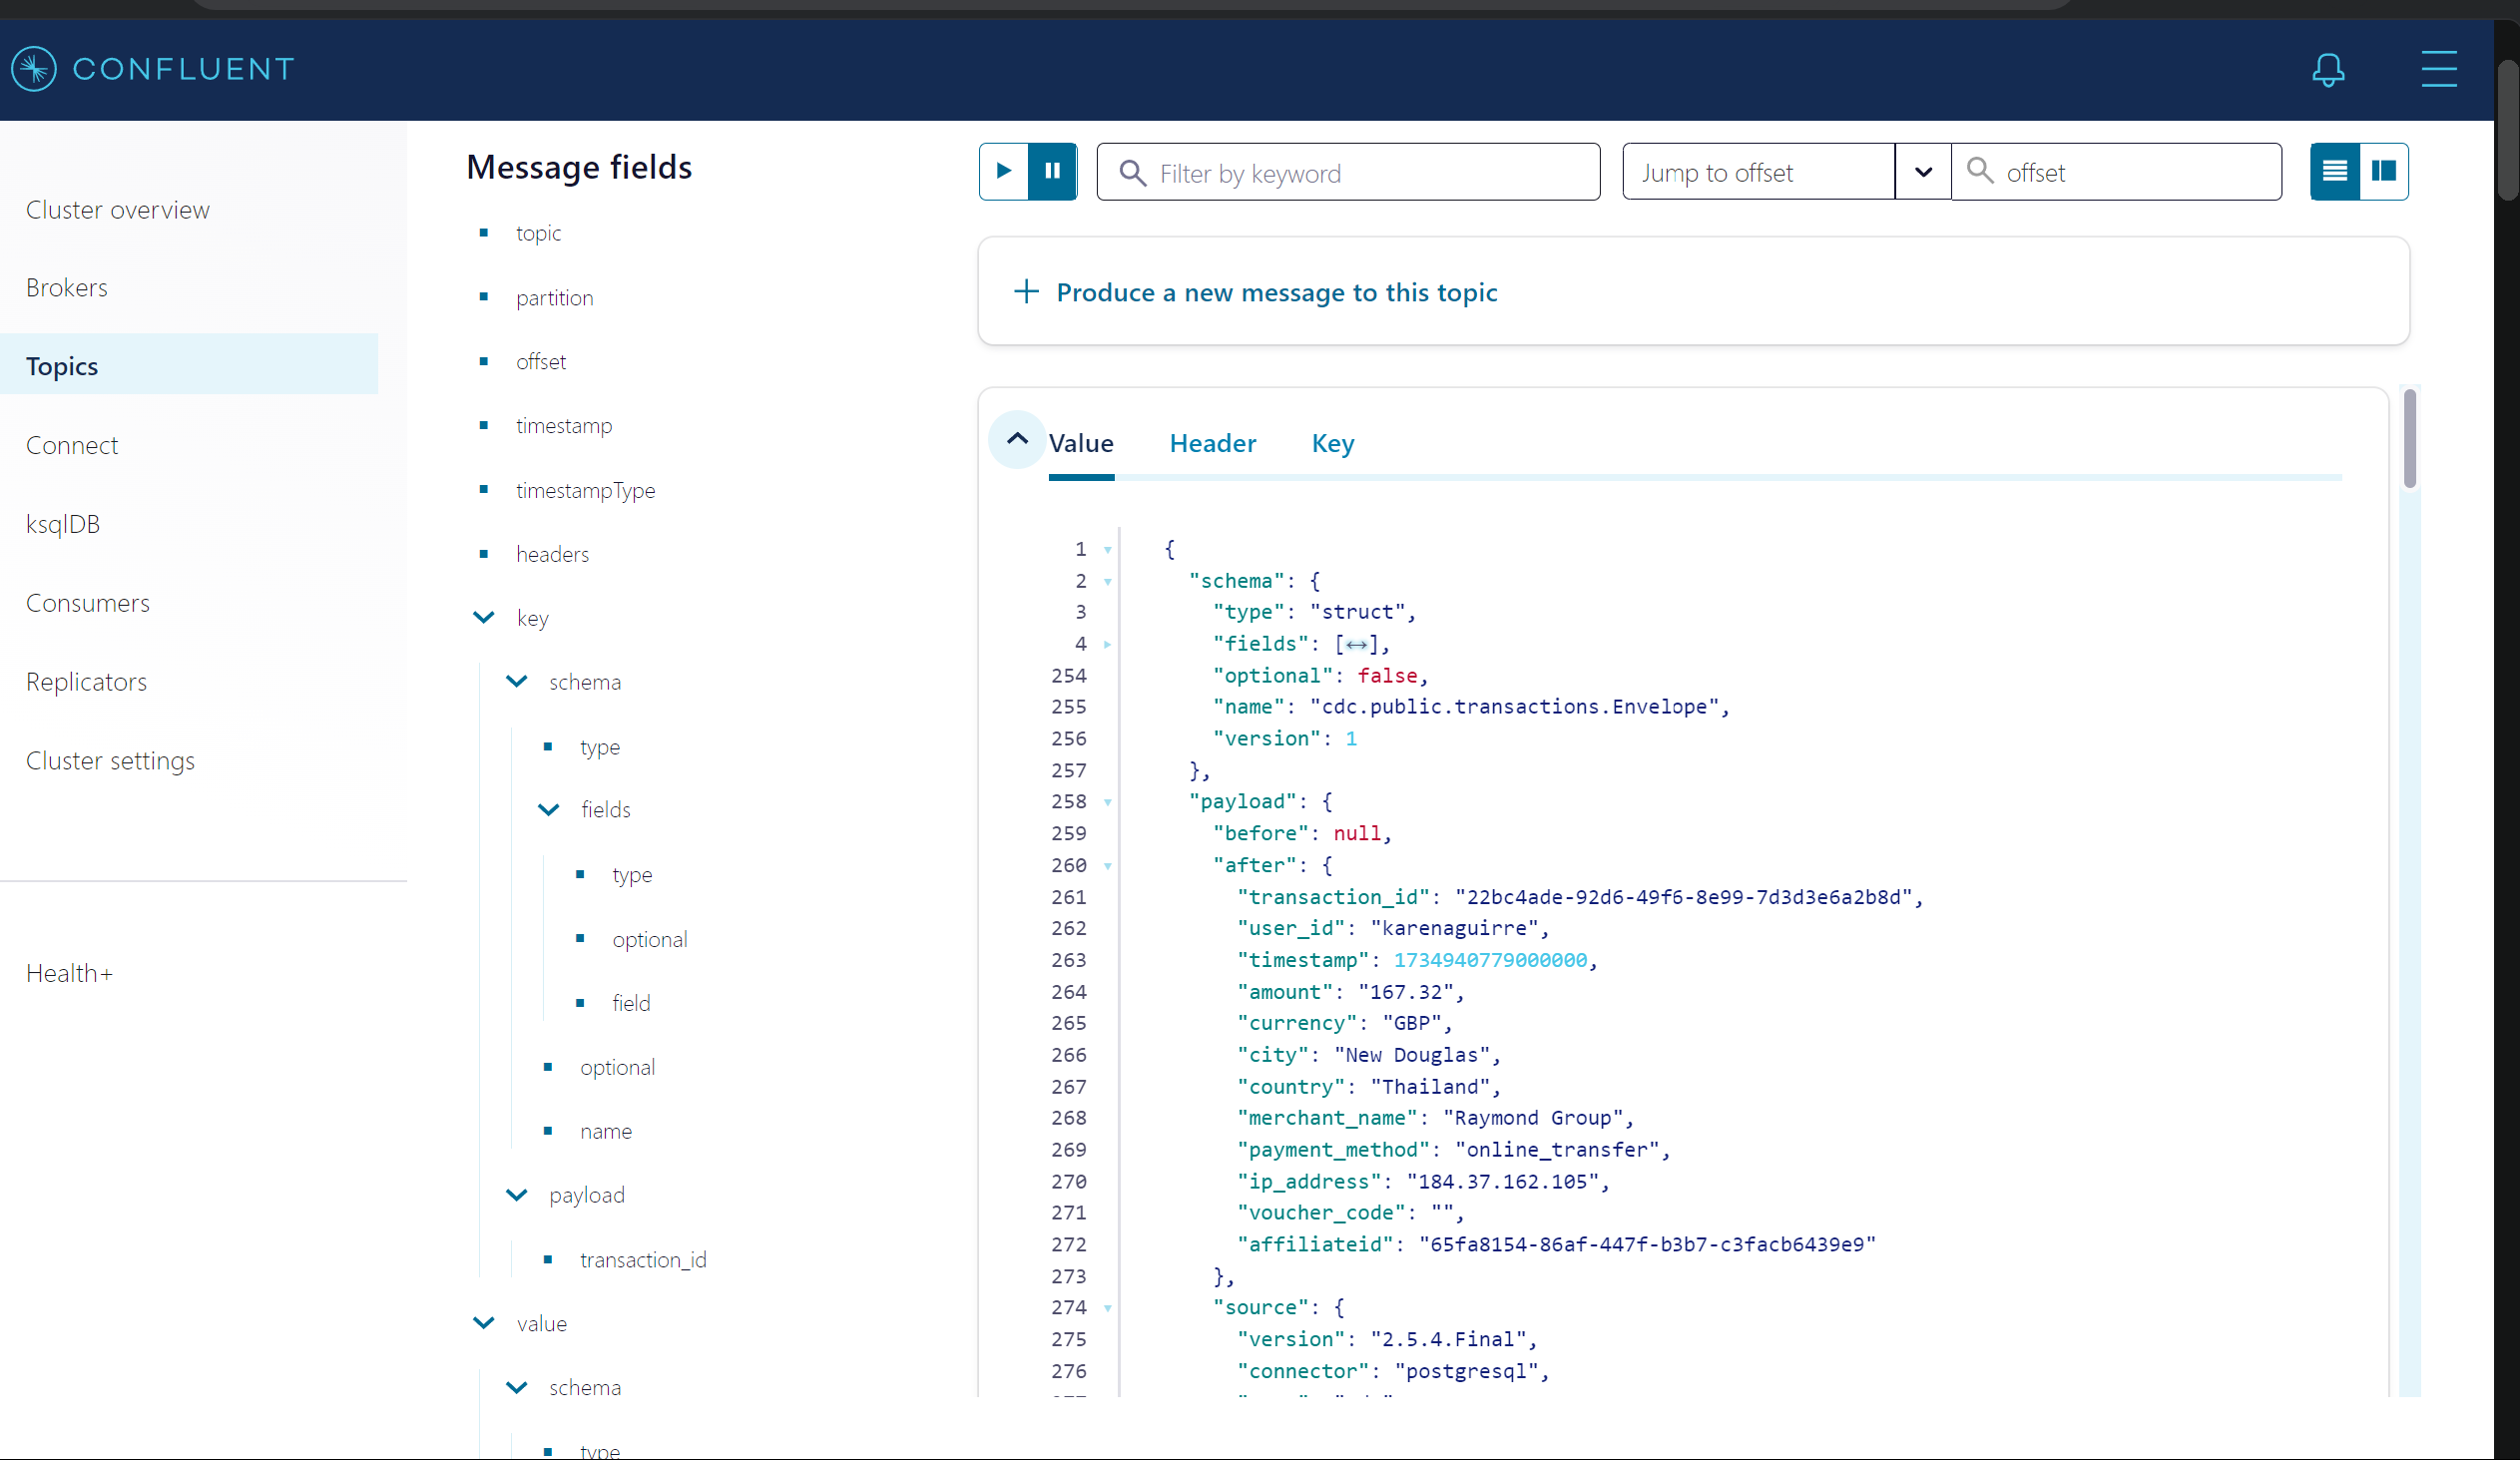 CONFLUENT
Cluster overview
Brokers
Topics
Connect
ksqlDB
Consumers
Replicators
Cluster settings
Health+
Message fields
topic
partition
offset
timestamp
timestampType
headers
key
schema
type
fields
type
optional
field
optional
name
payload
transaction_id
value
schema
type
Filter by keyword
Jump to offset
offset
Produce a new message to this topic
Value Header Key
1 {
2 "schema": {
3 "type": "struct",
4 "fields": [↔],
254 "optional": false,
255 "name": "cdc.public.transactions.Envelope",
256 "version": 1
257 },
258 "payload": {
259 "before": null,
260 "after": {
261 "transaction_id": "22bc4ade-92d6-49f6-8e99-7d3d3e6a2b8d",
262 "user_id": "karenaguirre",
263 "timestamp": 1734940779000000,
264 "amount": "167.32",
265 "currency": "GBP",
266 "city": "New Douglas",
267 "country": "Thailand",
268 "merchant_name": "Raymond Group",
269 "payment_method": "online_transfer",
270 "ip_address": "184.37.162.105",
271 "voucher_code": "",
272 "affiliateid": "65fa8154-86af-447f-b3b7-c3facb6439e9"
273 },
274 "source": {
275 "version": "2.5.4.Final",
276 "connector": "postgresql",